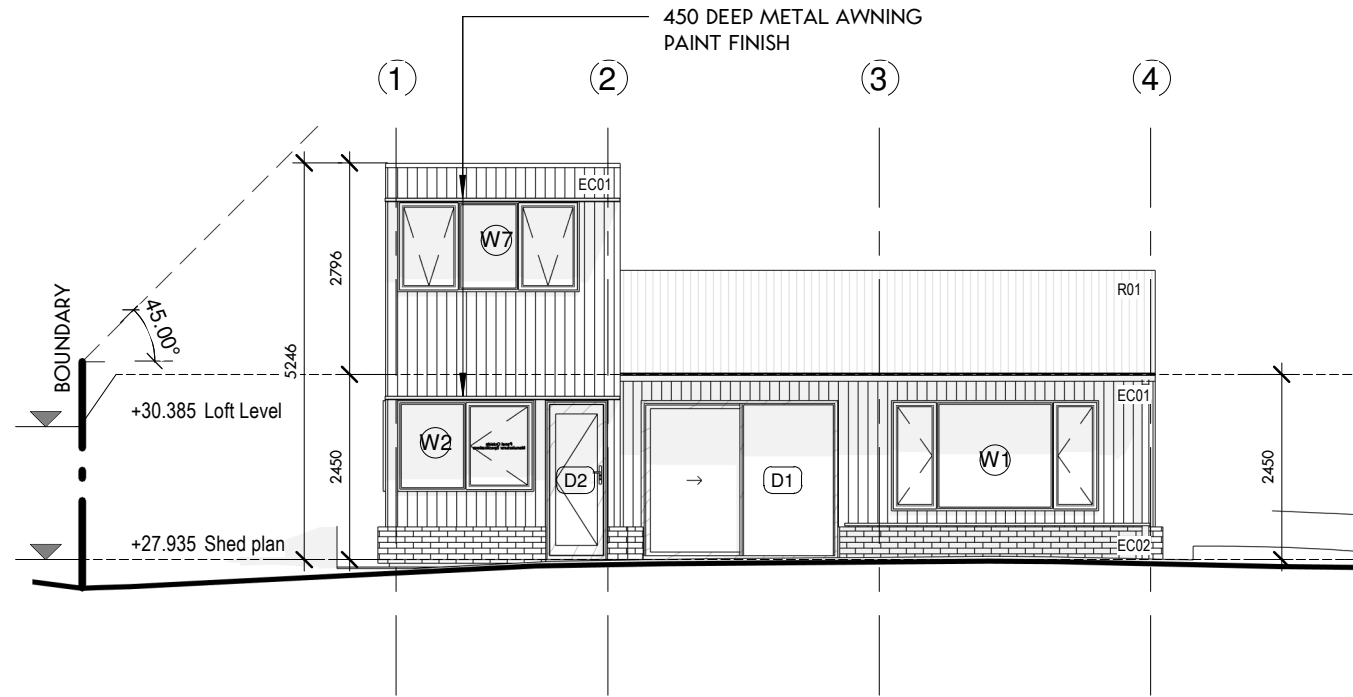 450 DEEP METAL AWNING
PAINT FINISH
1
2
3
4
EC01
W7
2796
R01
BOUNDARY
45.00°
5246
+30.385 Loft Level
EC01
W2
D2
D1
W1
2450
2450
+27.935 Shed plan
EC02